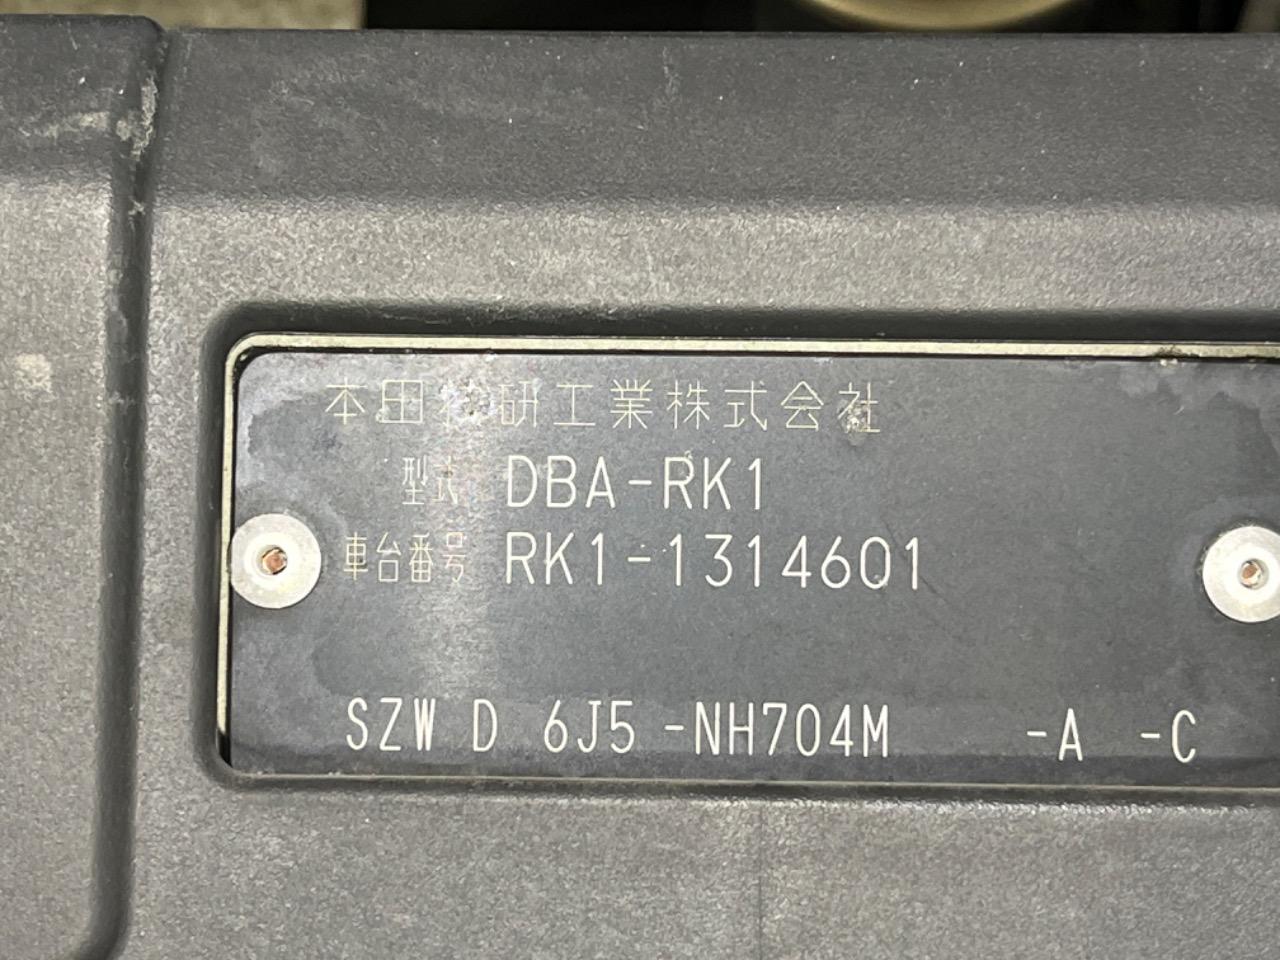 本田技研工業株式会社
型式 DBA-RK1
車台番号 RK1-1314601
SZW D 6J5 -NH704M -A -C